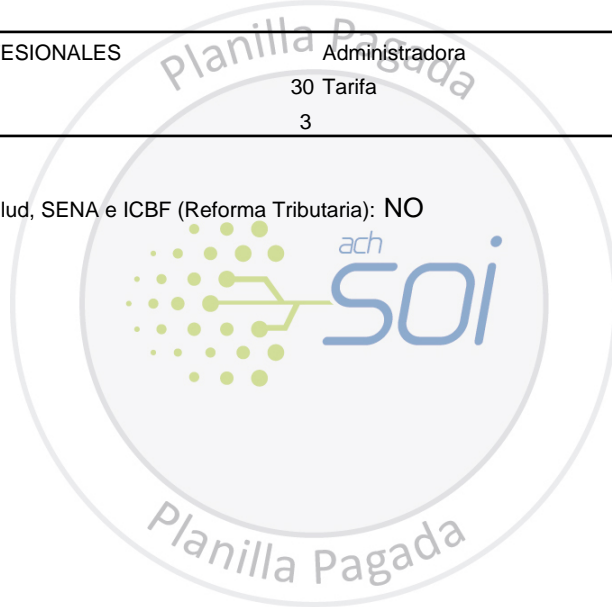 Planilla Pagada
ESIONALES Administradora
30 Tarifa
3
lud, SENA e ICBF (Reforma Tributaria): NO
ach
SOI
Planilla Pagada